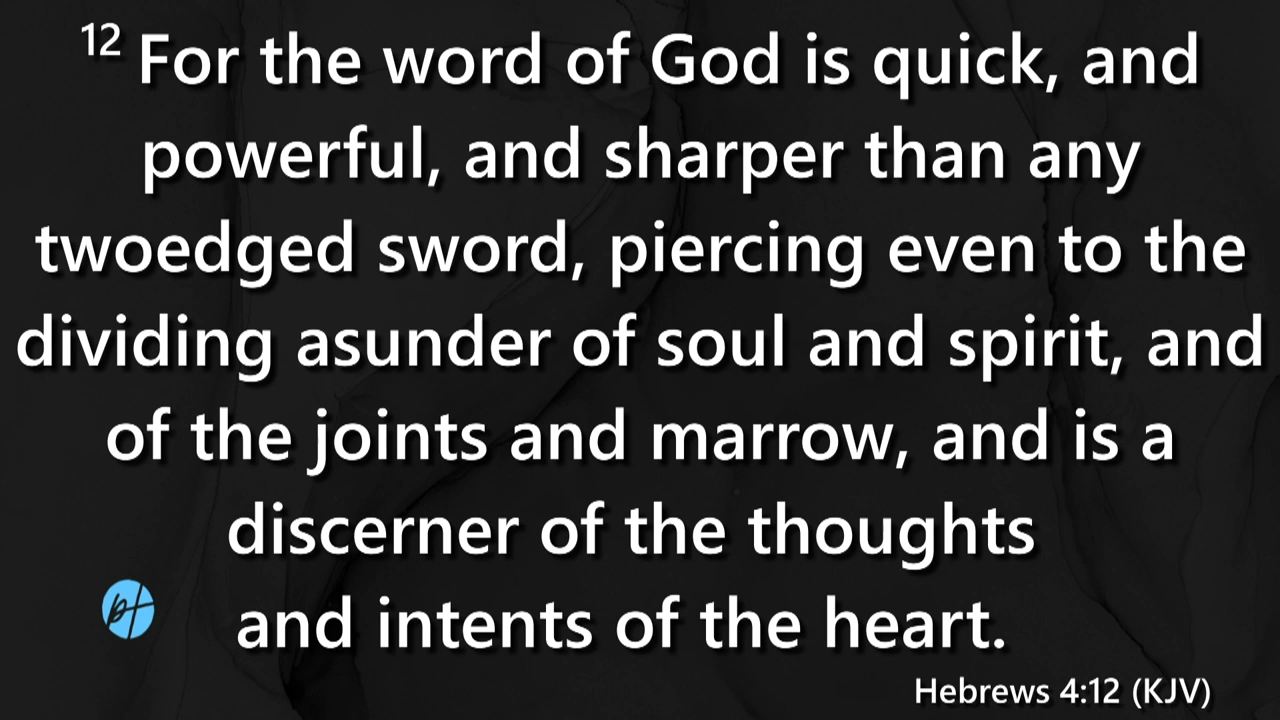 12 For the word of God is quick, and
powerful, and sharper than any
twoedged sword, piercing even to the
dividing asunder of soul and spirit, and
of the joints and marrow, and is a
discerner of the thoughts
and intents of the heart.
Hebrews 4:12 (KJV)